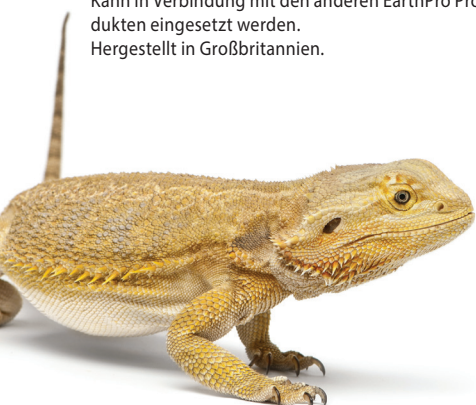 Kann in Verbindung mit den anderen EarthPro Pro
dukten eingesetzt werden.
Hergestellt in Großbritannien.